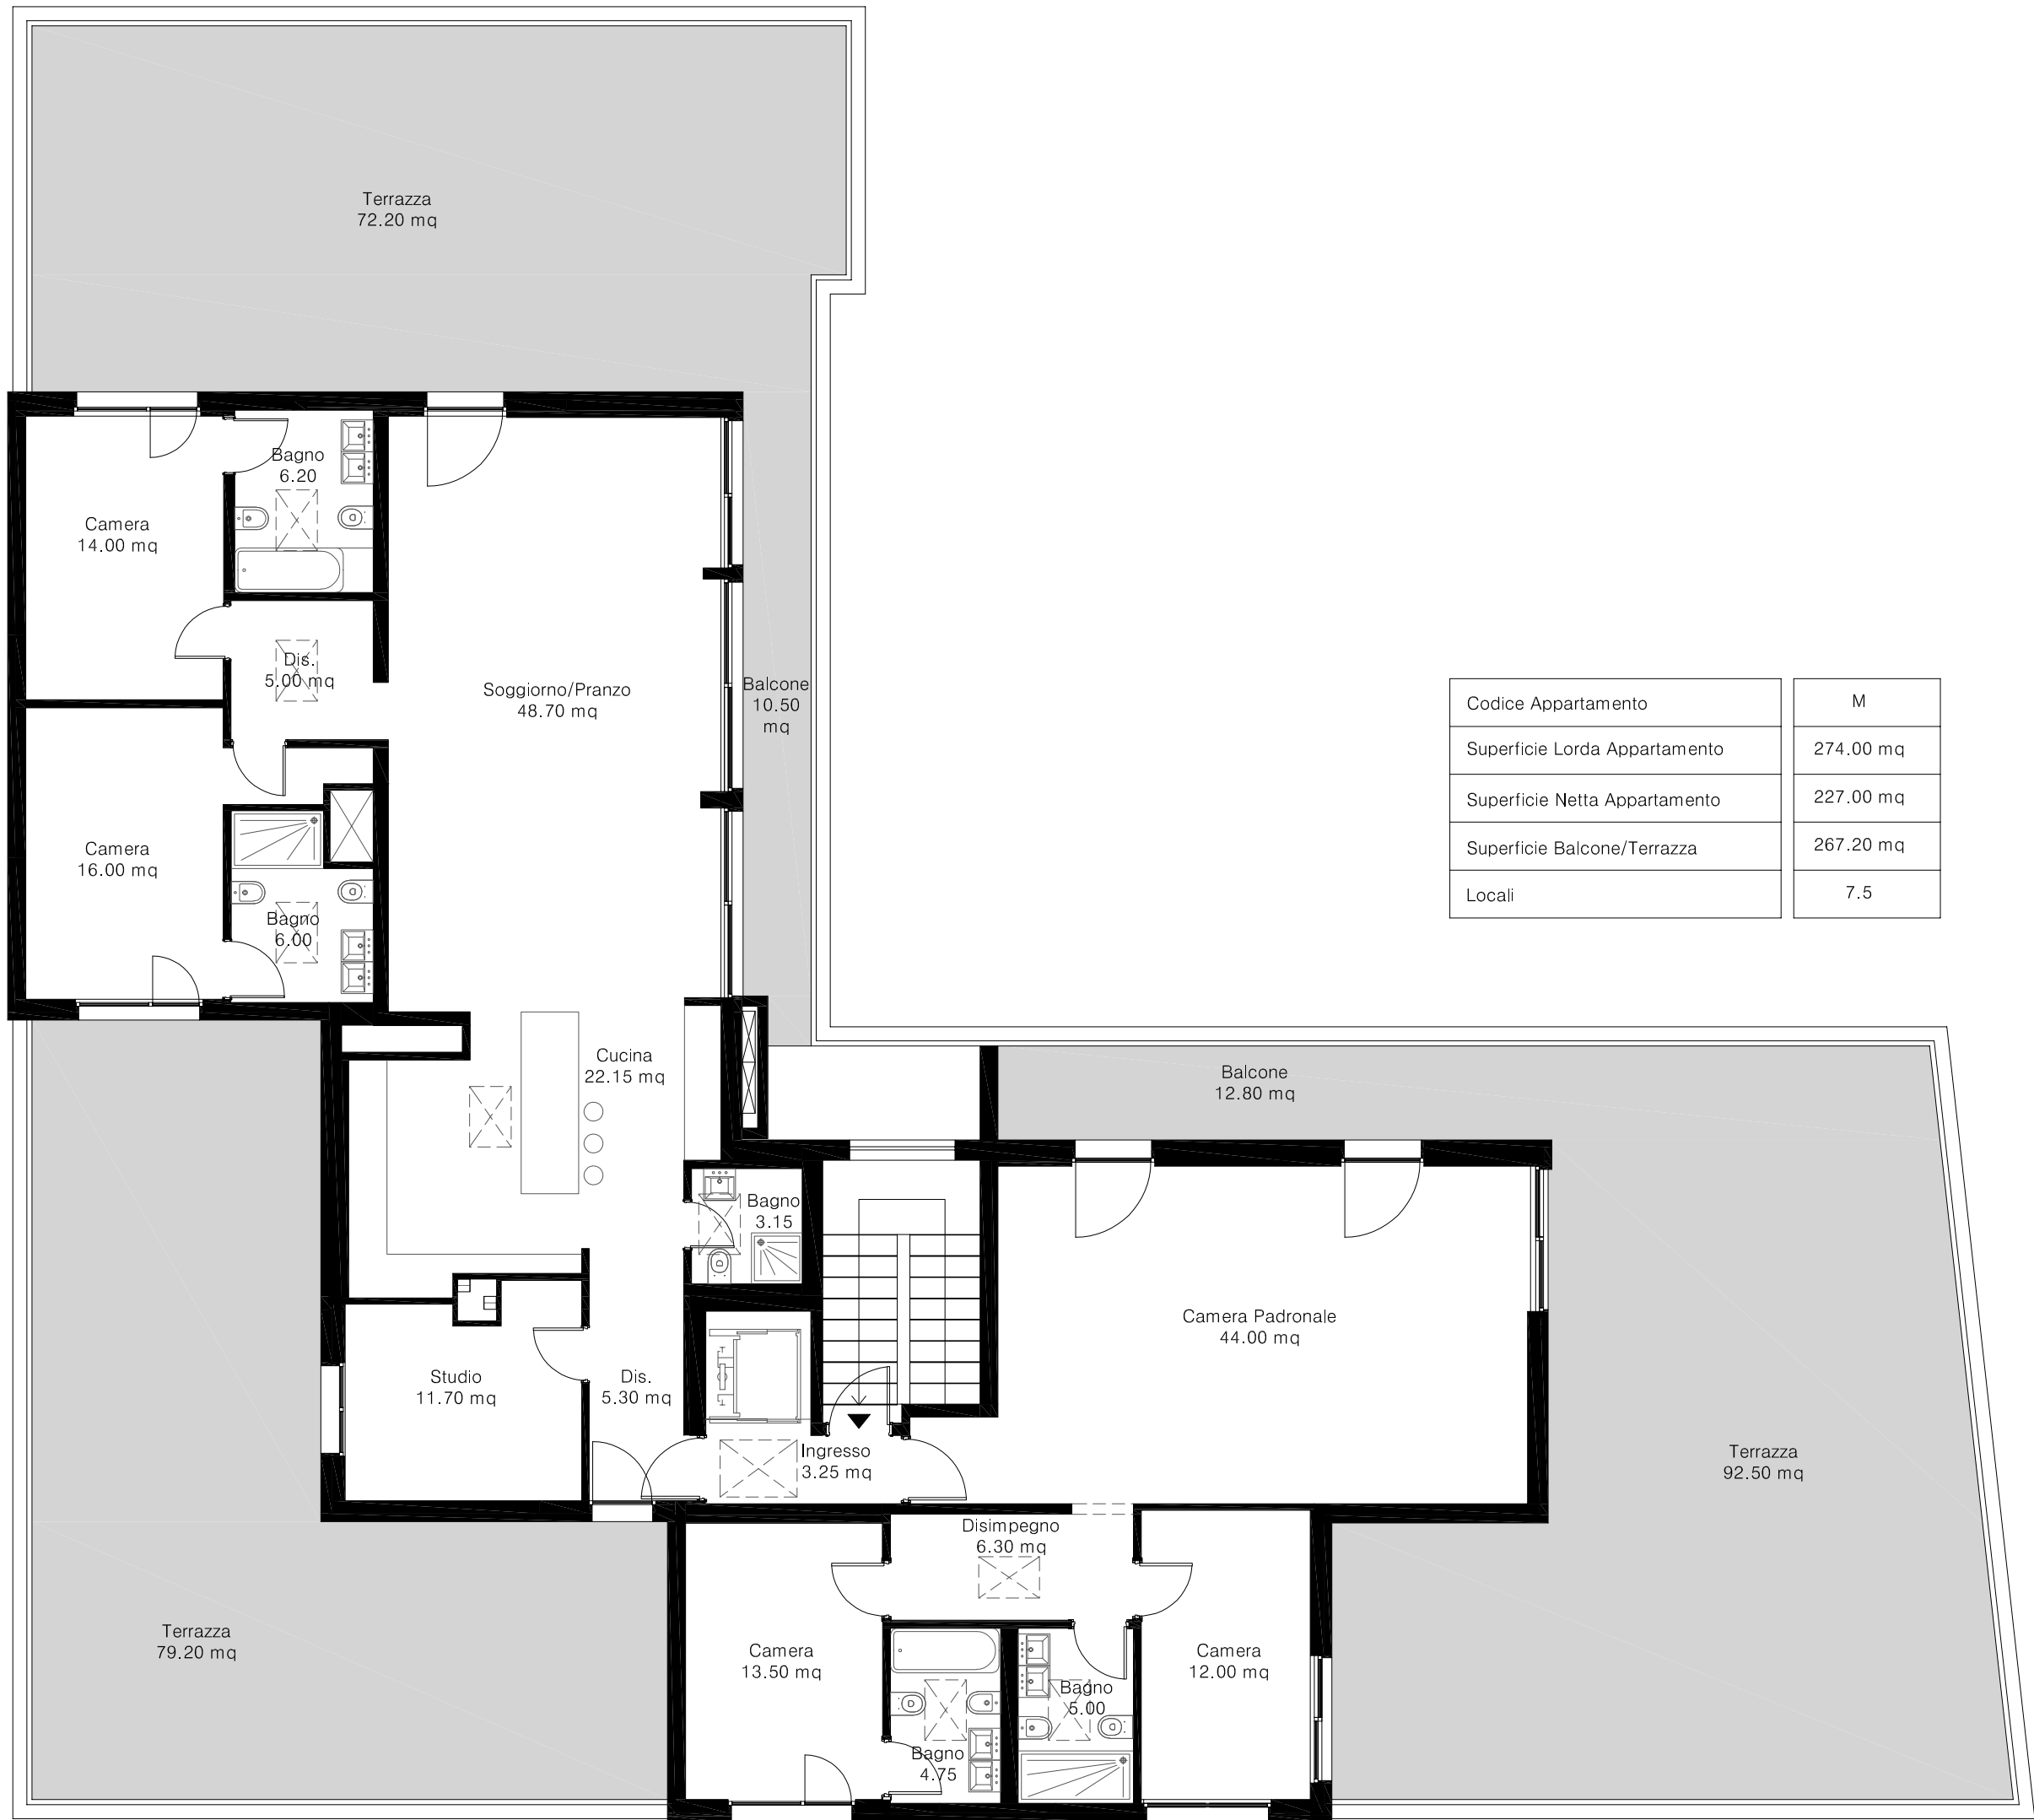 Terrazza
72.20 mq
Bagno
6.20
Camera
14.00 mq
Dis.
5.00 mq
Soggiorno/Pranzo
48.70 mq
Balcone
10.50
mq
Codice Appartamento M
Superficie Lorda Appartamento 274.00 mq
Superficie Netta Appartamento 227.00 mq
Superficie Balcone/Terrazza 267.20 mq
Locali 7.5
Camera
16.00 mq
Bagno
6.00
Cucina
22.15 mq
Balcone
12.80 mq
Bagno
3.15
Camera Padronale
44.00 mq
Studio
11.70 mq
Dis.
5.30 mq
Ingresso
3.25 mq
Terrazza
92.50 mq
Disimpegno
6.30 mq
Terrazza
79.20 mq
Camera
13.50 mq
Camera
12.00 mq
Bagno
5.00
Bagno
4.75